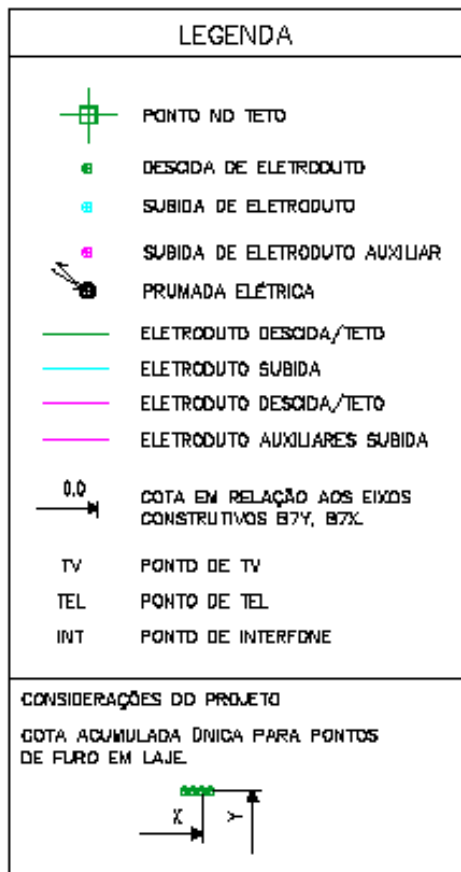 LEGENDA
PONTO NO TETO
DESCIDA DE ELETRODUTO
SUBIDA DE ELETRODUTO
SUBIDA DE ELETRODUTO AUXILIAR
PRUMADA ELÉTRICA
ELETRODUTO DESCIDA/TETO
ELETRODUTO SUBIDA
ELETRODUTO DESCIDA/TETO
ELETRODUTO AUXILIARES SUBIDA
0,0
COTA EM RELAÇÃO AOS EIXOS
CONSTRUTIVOS B7Y, B7X.
TV PONTO DE TV
TEL PONTO DE TEL
INT PONTO DE INTERFONE
CONSIDERAÇÕES DO PROJETO
COTA ACUMULADA ÚNICA PARA PONTOS
DE FURO EM LAJE.
X
Y